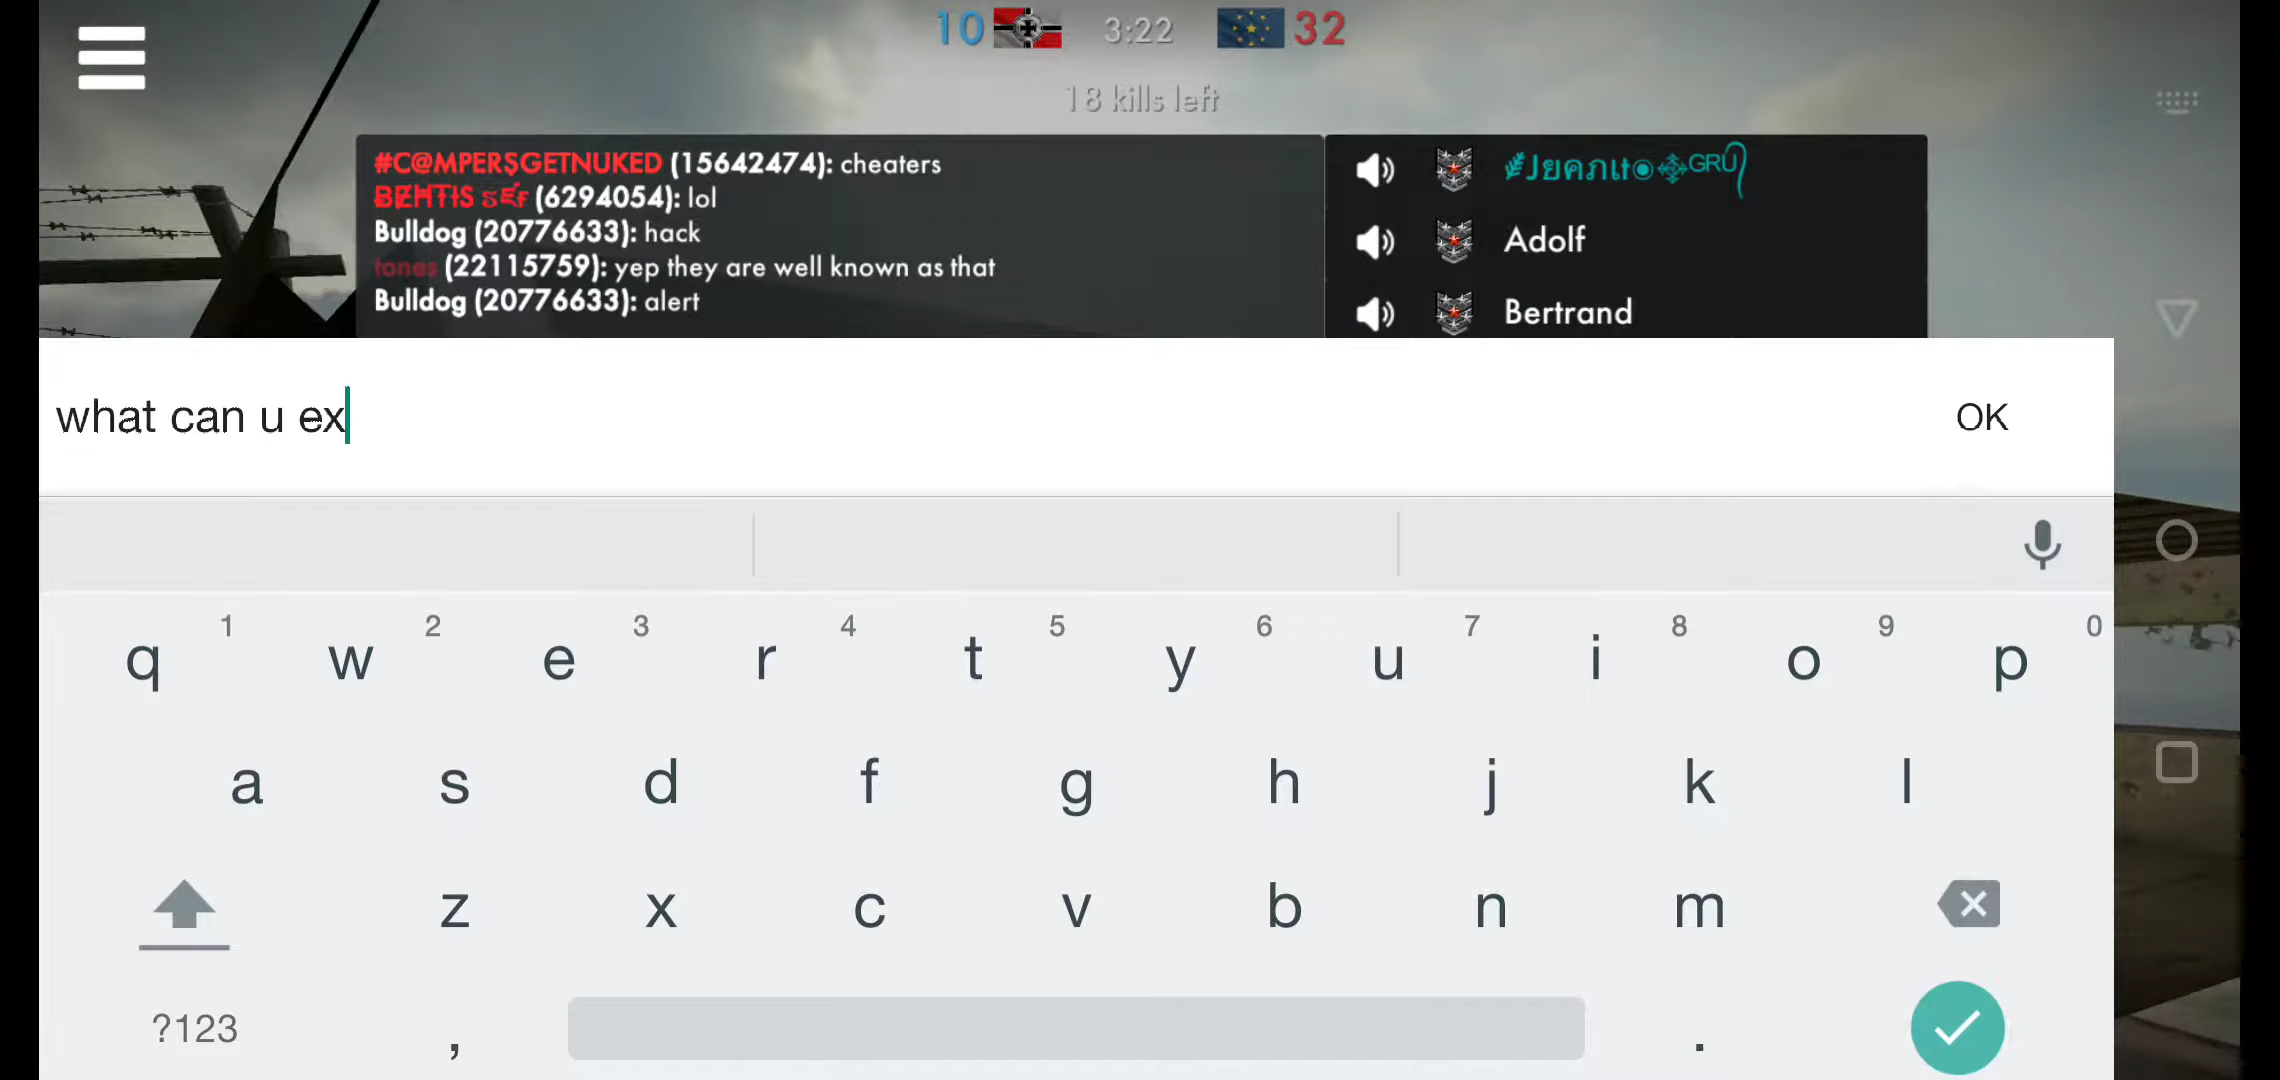 10 3:22 32
18 kills left
#C@MPERŞGETNUKED (15642474): cheaters
(6294054): lol
Bulldog (20776633): hack
tones (22115759): yep they are well known as that
Bulldog (20776633): alert
Adolf
Bertrand
what can u ex
OK
1 2 3 4 5 6 7 8 9 0
q w e r t y u i o p
a s d f g h j k l
z x c v b n m
?123 , .